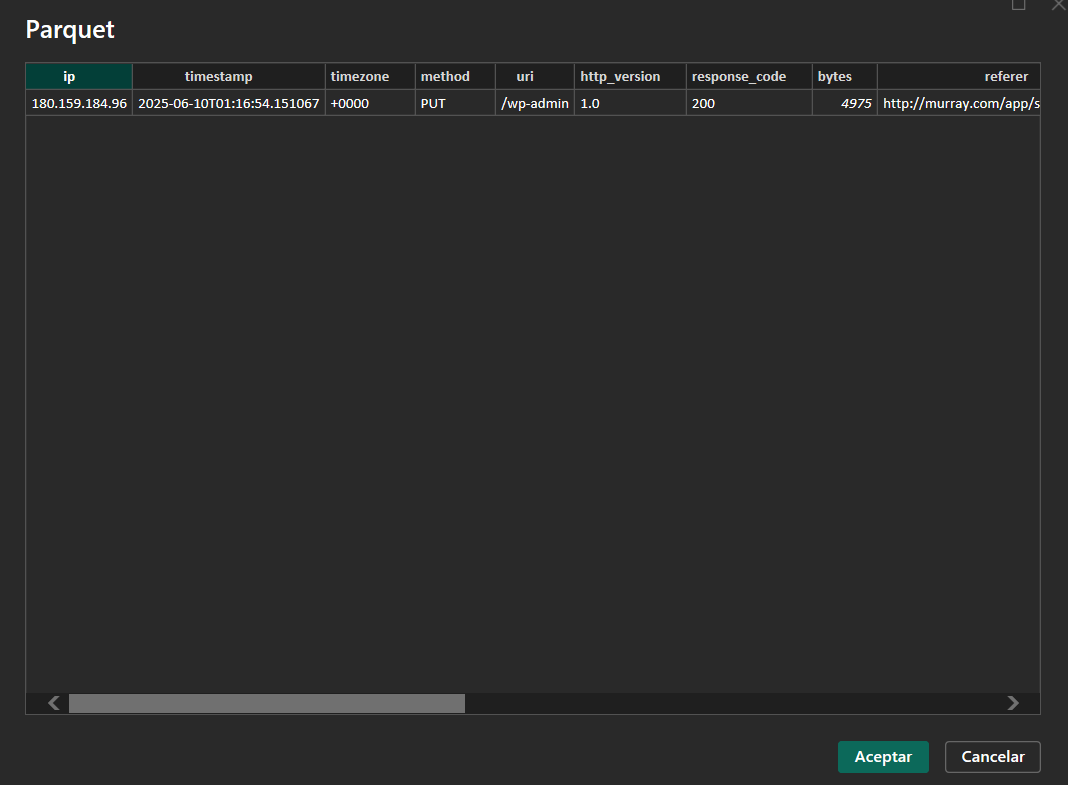 Parquet
ip timestamp timezone method uri http_version response_code bytes referer
180.159.184.96 2025-06-10T01:16:54.151067 +0000 PUT /wp-admin 1.0 200 4975 http://murray.com/app/s
Aceptar Cancelar